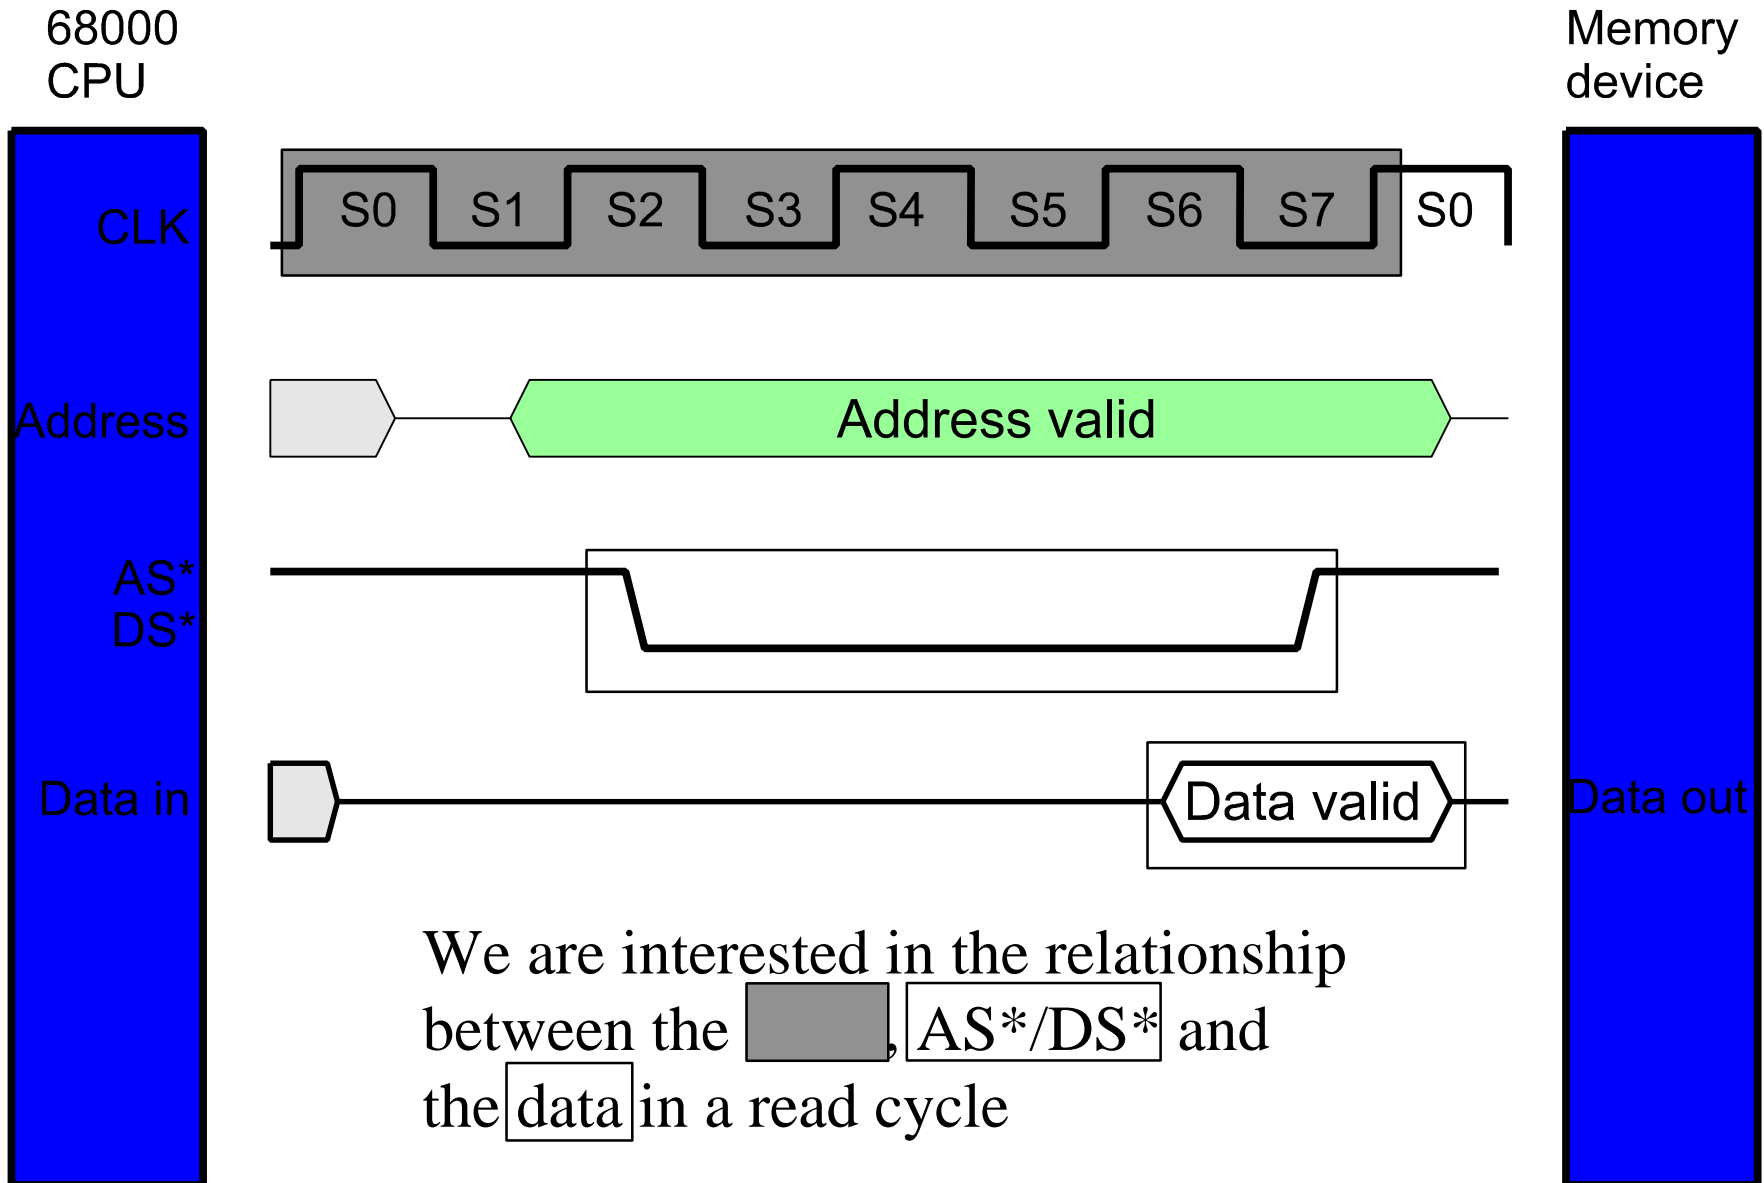 68000
CPU
Memory
device
CLK
S0 S1 S2 S3 S4 S5 S6 S7 S0
Address
Address valid
AS*
DS*
Data in
Data valid
Data out
We are interested in the relationship
between the , AS*/DS* and
the data in a read cycle